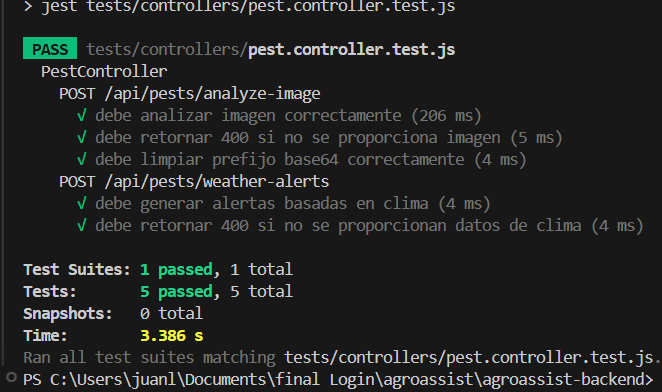 > jest tests/controllers/pest.controller.test.js
PASS tests/controllers/pest.controller.test.js
PestController
POST /api/pests/analyze-image
√ debe analizar imagen correctamente (206 ms)
√ debe retornar 400 si no se proporciona imagen (5 ms)
√ debe limpiar prefijo base64 correctamente (4 ms)
POST /api/pests/weather-alerts
√ debe generar alertas basadas en clima (4 ms)
√ debe retornar 400 si no se proporcionan datos de clima (4 ms)
Test Suites: 1 passed, 1 total
Tests: 5 passed, 5 total
Snapshots: 0 total
Time: 3.386 s
Ran all test suites matching tests/controllers/pest.controller.test.js.
PS C:\Users\juanl\Documents\final Login\agroassist\agroassist-backend>